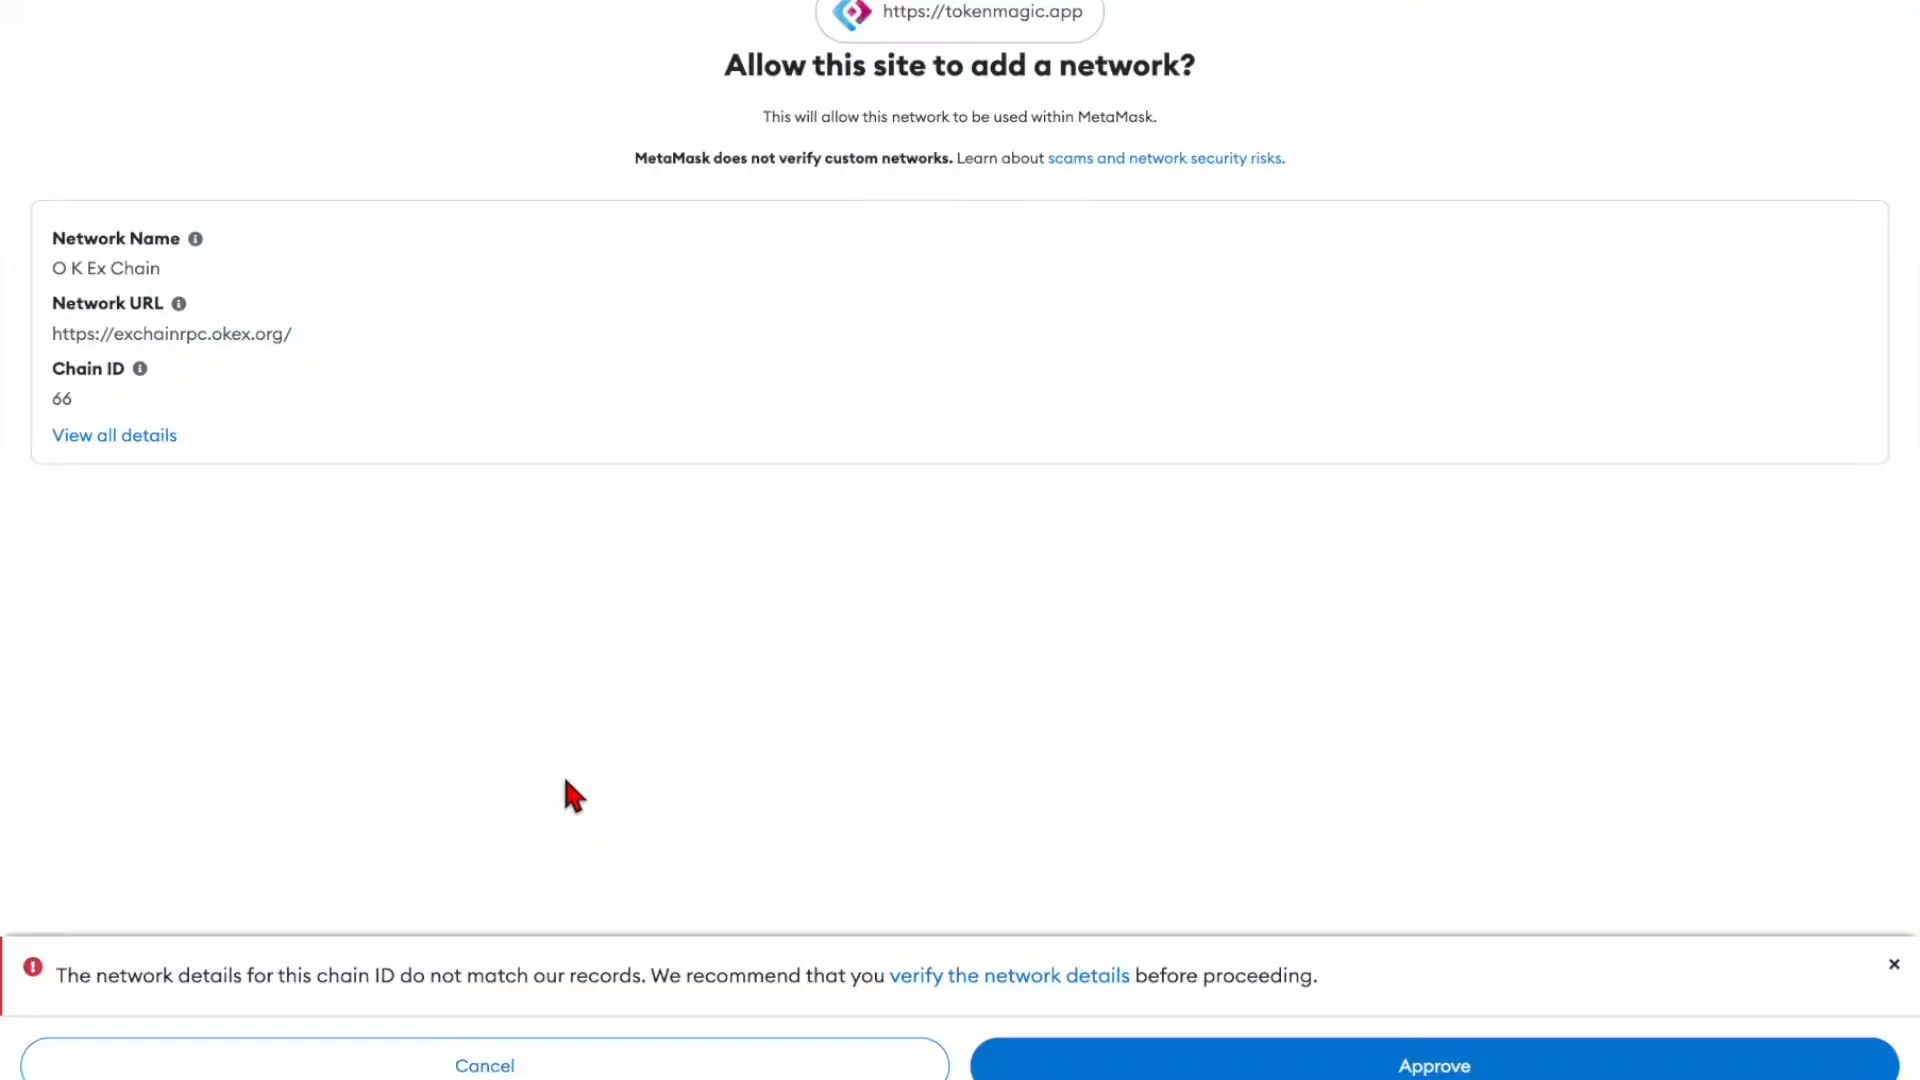 https://tokenmagic.app
Allow this site to add a network?
This will allow this network to be used within MetaMask.
MetaMask does not verify custom networks. Learn about scams and network security risks.
Network Name
O K Ex Chain
Network URL
https://exchainrpc.okex.org/
Chain ID
66
View all details
The network details for this chain ID do not match our records. We recommend that you verify the network details before proceeding.
Cancel
Approve